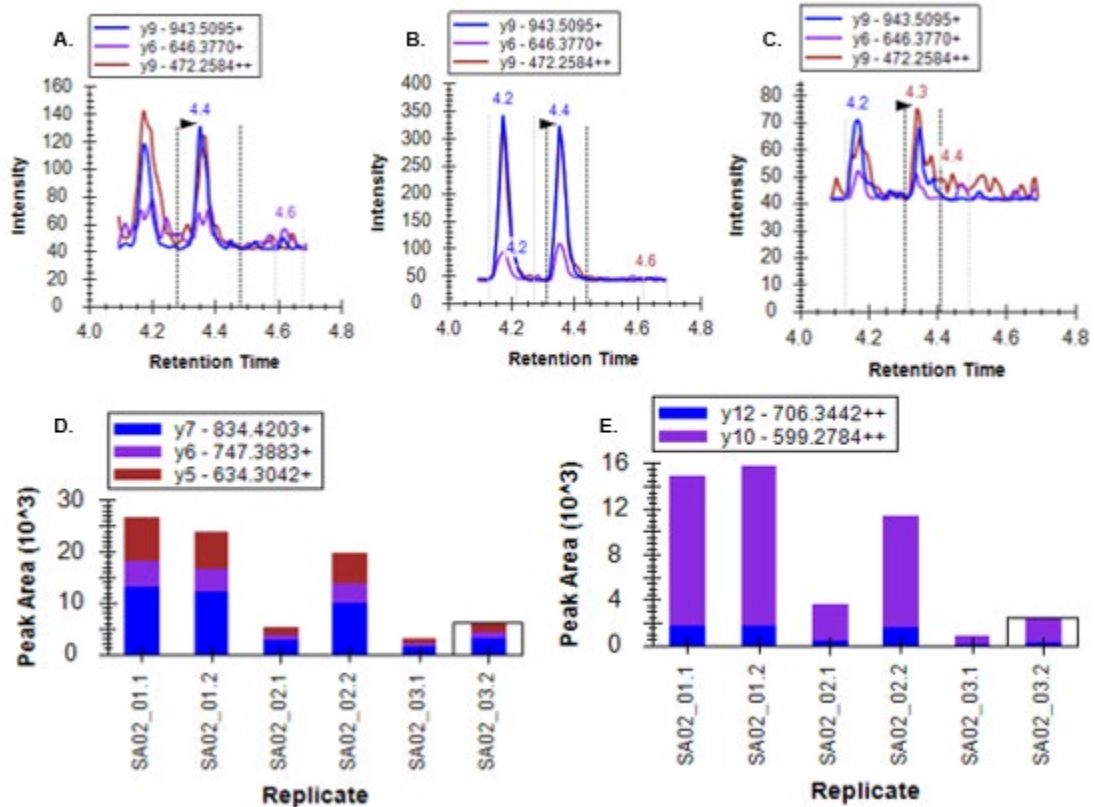 A.
y9 - 943.5095+
y6 - 646.3770+
y9 - 472.2584++
Intensity
160
140
120
100
80
60
40
20
0
4.4
4.6
4.0 4.2 4.4 4.6 4.8
Retention Time
B.
y9 - 943.5095+
y6 - 646.3770+
y9 - 472.2584++
Intensity
400
350
300
250
200
150
100
50
0
4.2
4.4
4.2
4.6
4.0 4.2 4.4 4.6 4.8
Retention Time
C.
y9 - 943.5095+
y6 - 646.3770+
y9 - 472.2584++
Intensity
80
70
60
50
40
30
20
10
0
4.2
4.3
4.4
4.0 4.2 4.4 4.6 4.8
Retention Time
D.
y7 - 834.4203+
y6 - 747.3883+
y5 - 634.3042+
Peak Area (10^3)
30
20
10
0
SA02_01.1
SA02_01.2
SA02_02.1
SA02_02.2
SA02_03.1
SA02_03.2
Replicate
E.
y12 - 706.3442++
y10 - 599.2784++
Peak Area (10^3)
16
12
8
4
0
SA02_01.1
SA02_01.2
SA02_02.1
SA02_02.2
SA02_03.1
SA02_03.2
Replicate